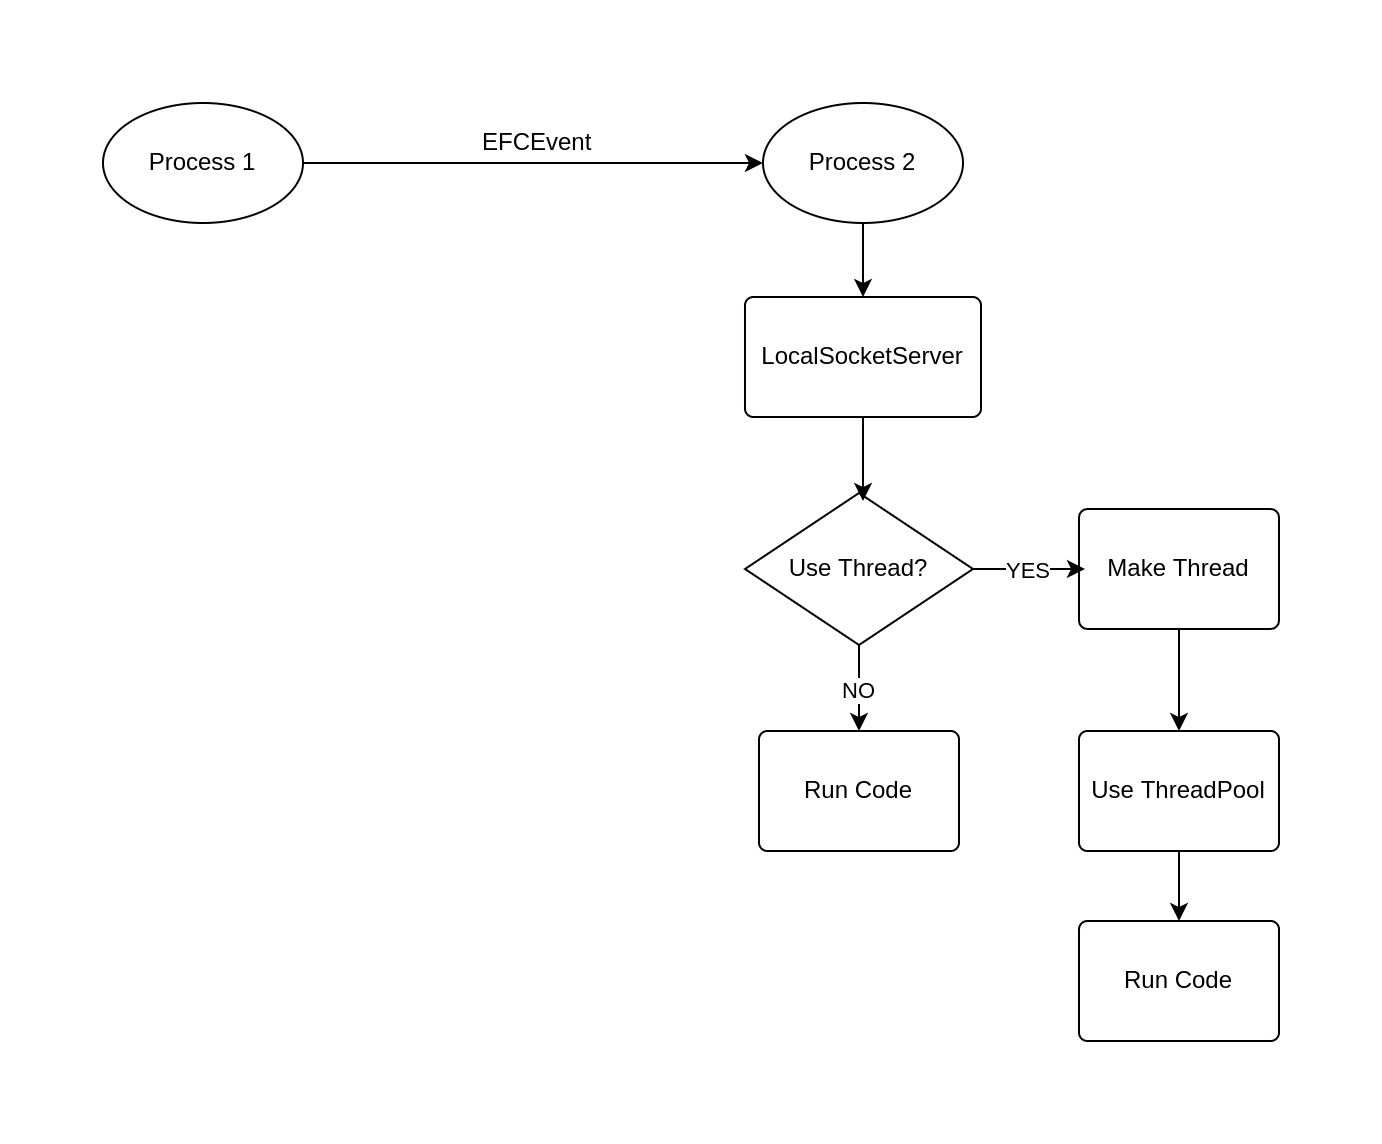 Process 1
EFCEvent
Process 2
LocalSocketServer
Use Thread?
YES
Make Thread
NO
Run Code
Use ThreadPool
Run Code